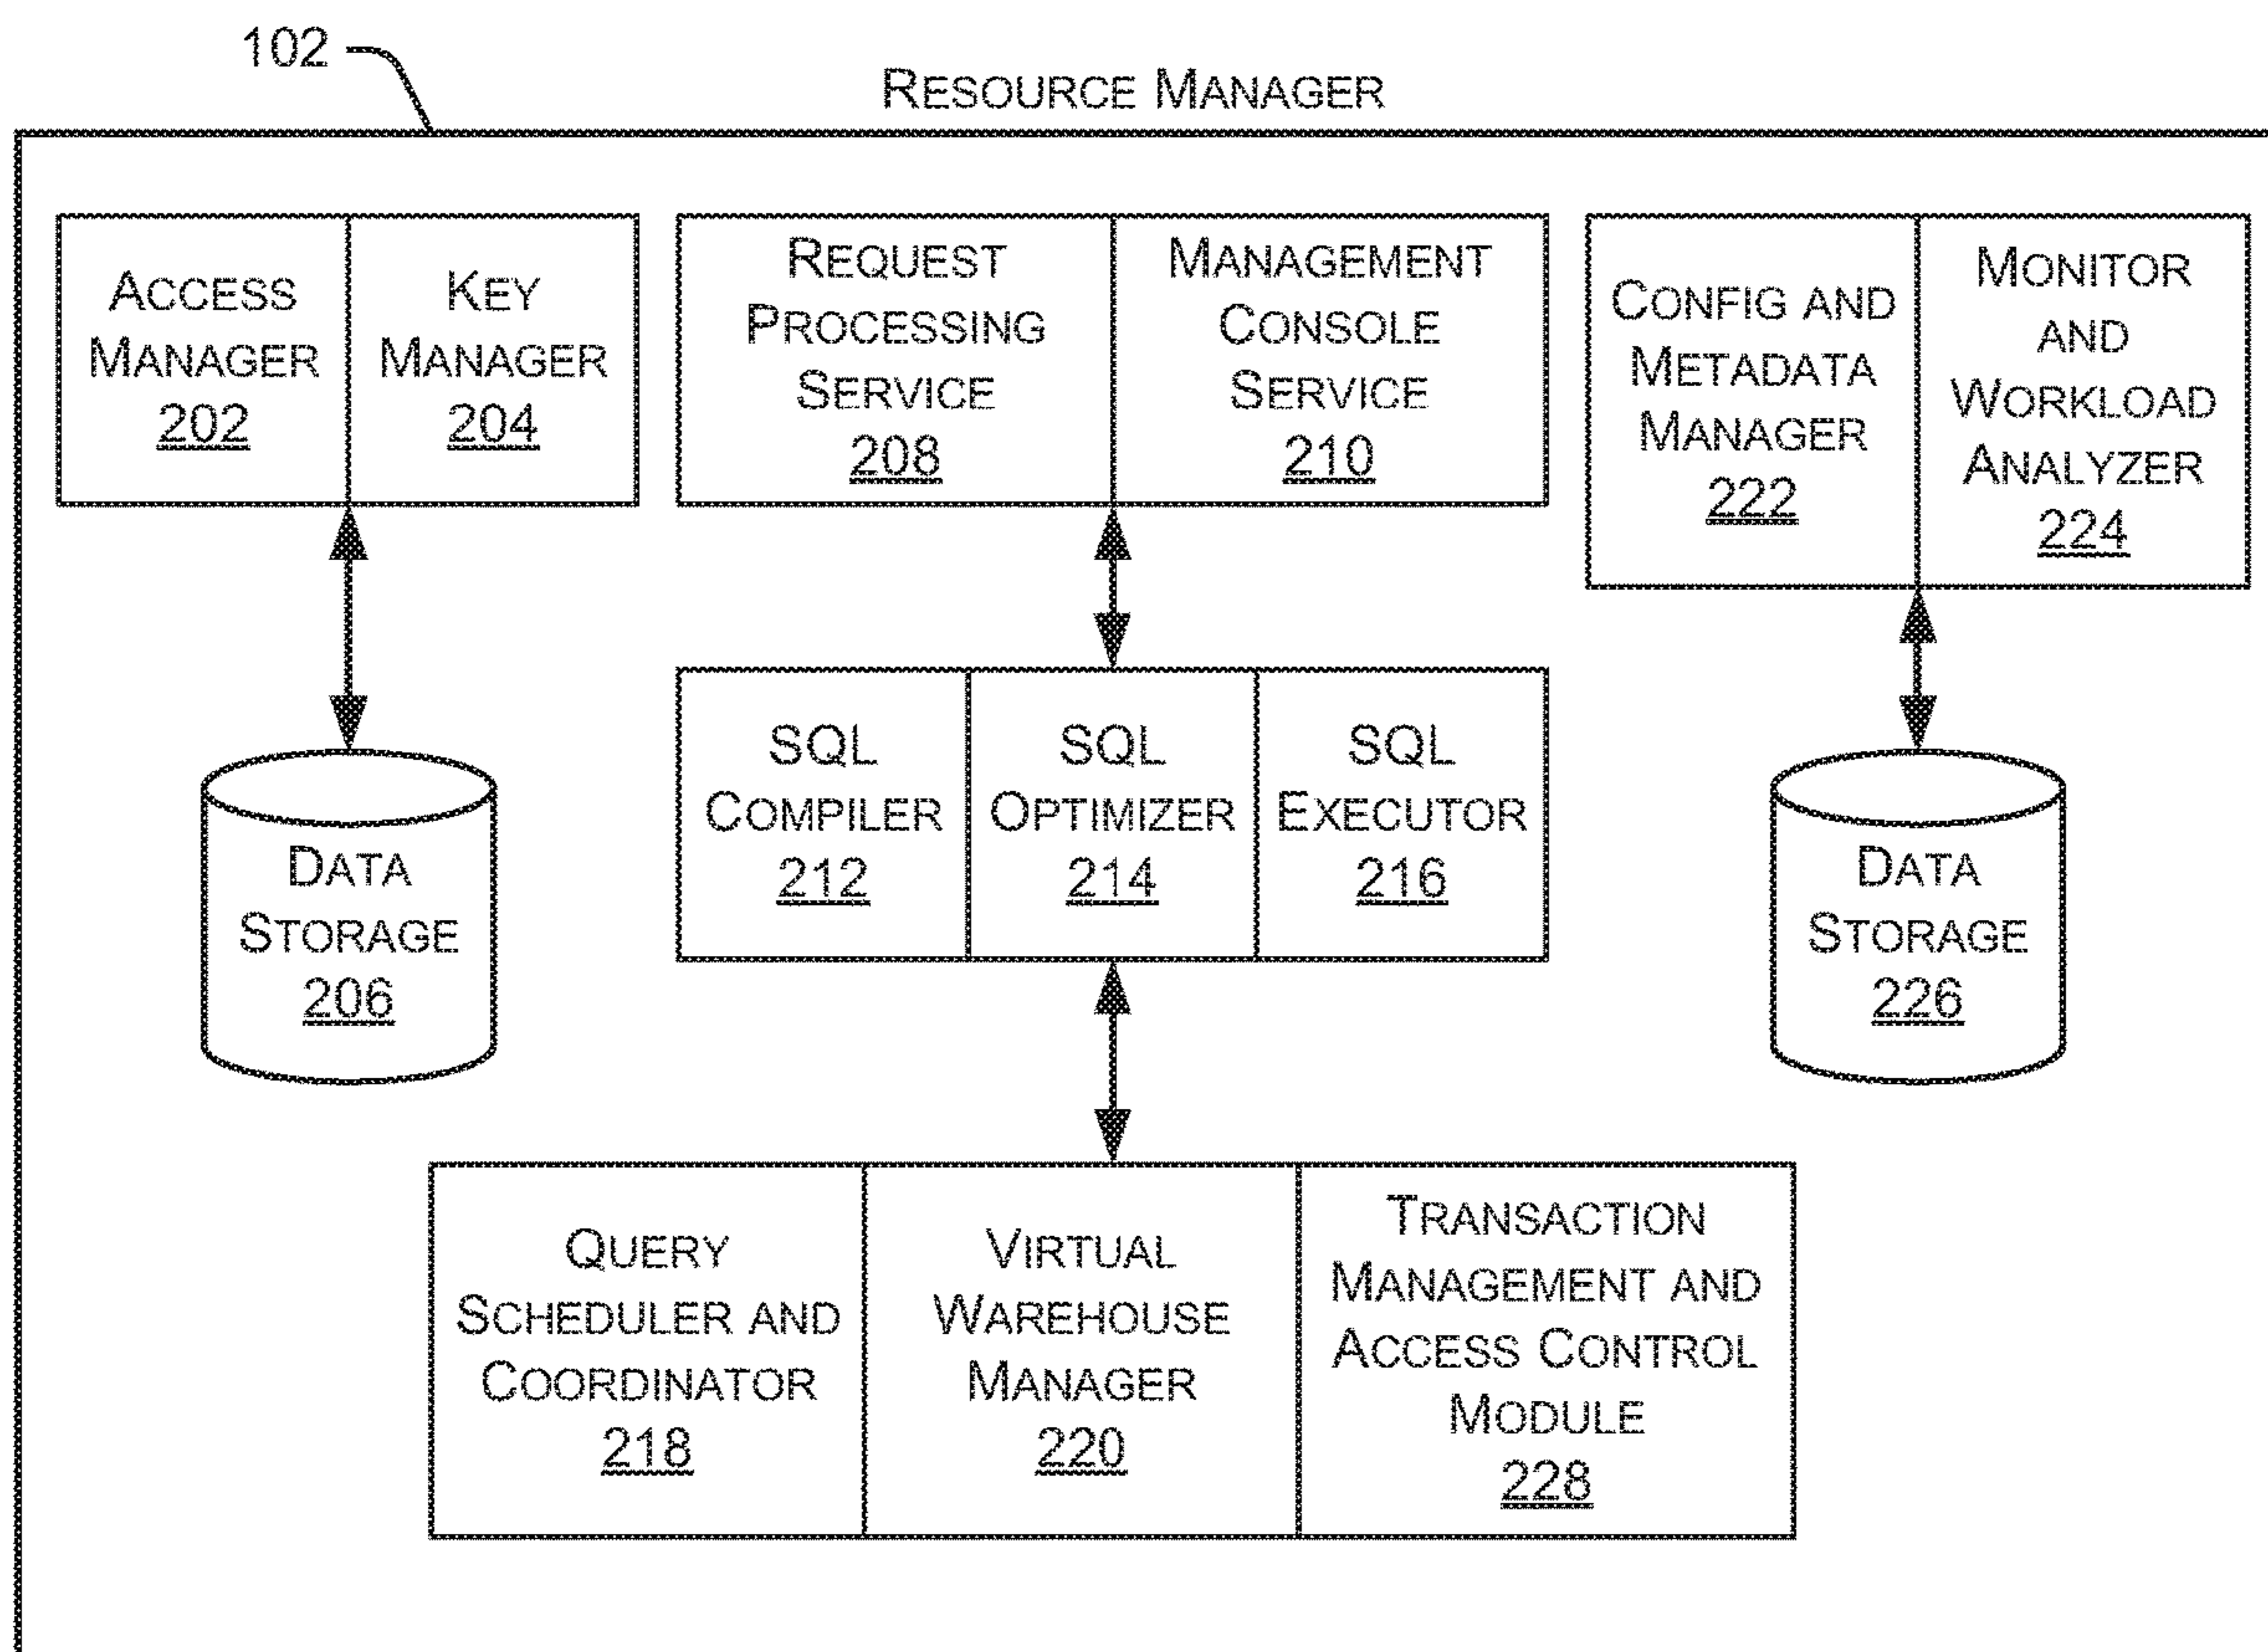 102
RESOURCE MANAGER
ACCESS
MANAGER
202
KEY
MANAGER
204
REQUEST
PROCESSING
SERVICE
208
MANAGEMENT
CONSOLE
SERVICE
210
CONFIG AND
METADATA
MANAGER
222
MONITOR
AND
WORKLOAD
ANALYZER
224
SQL
COMPILER
212
SQL
OPTIMIZER
214
SQL
EXECUTOR
216
DATA
STORAGE
206
DATA
STORAGE
226
QUERY
SCHEDULER AND
COORDINATOR
218
VIRTUAL
WAREHOUSE
MANAGER
220
TRANSACTION
MANAGEMENT AND
ACCESS CONTROL
MODULE
228